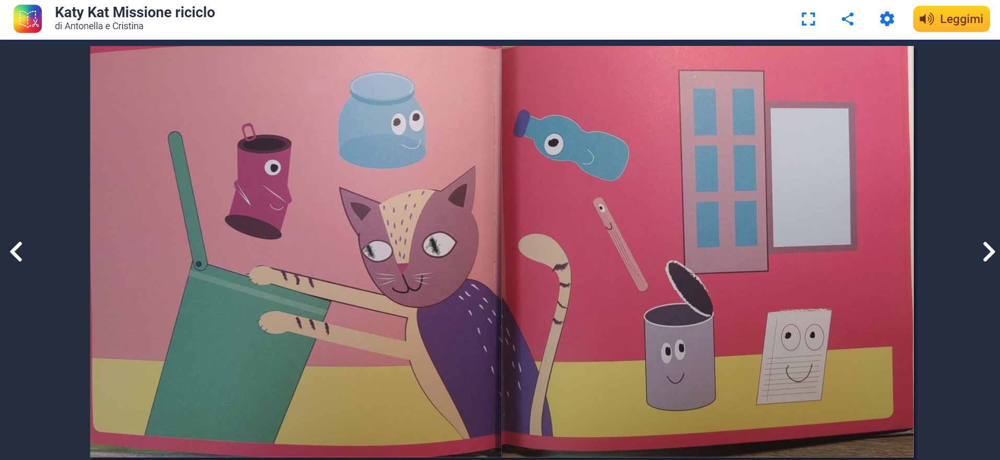 Katy Kat Missione riciclo
di Antonella e Cristina
Leggimi